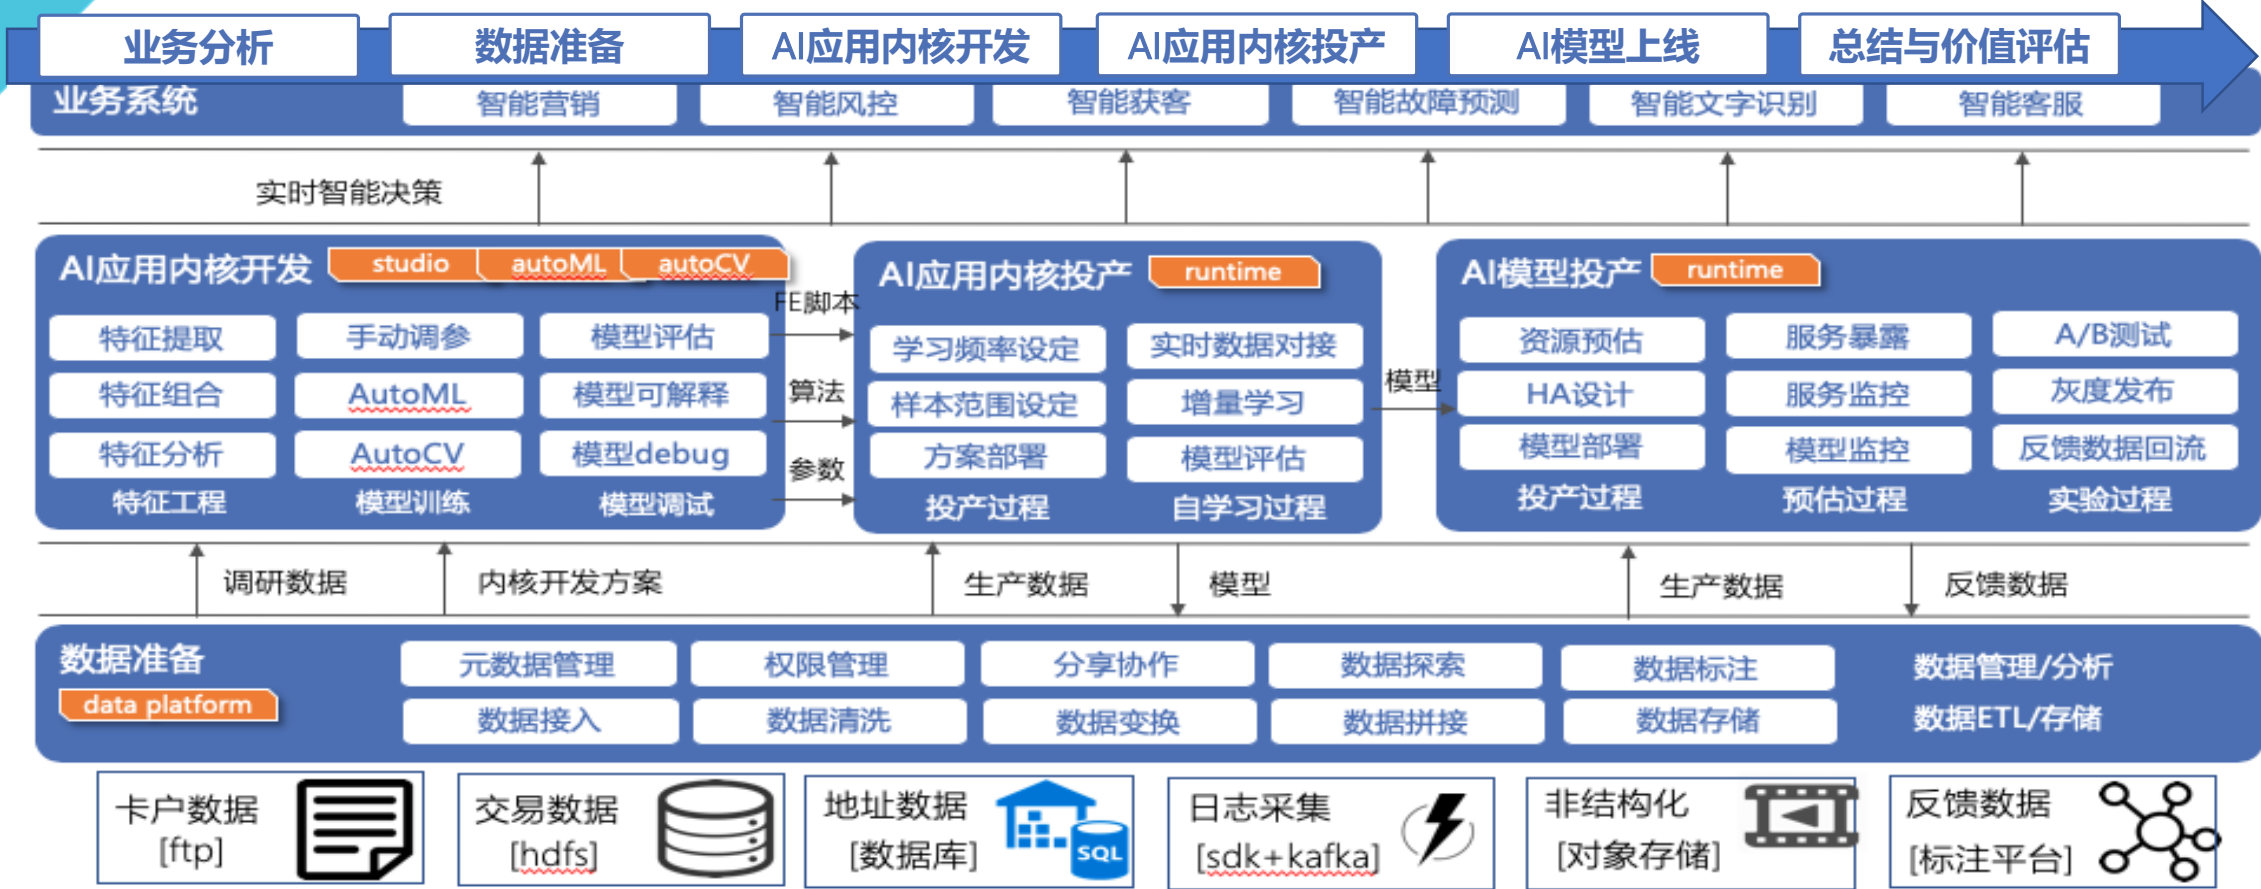 业务分析
数据准备
AI应用内核开发
AI应用内核投产
AI模型上线
总结与价值评估
业务系统
智能营销
智能风控
智能获客
智能故障预测
智能文字识别
智能客服
实时智能决策
AI应用内核开发
studio
autoML
autoCV
特征提取
手动调参
模型评估
特征组合
AutoML
模型可解释
特征分析
AutoCV
模型debug
特征工程
模型训练
模型调试
FE脚本
算法
参数
AI应用内核投产
runtime
学习频率设定
实时数据对接
样本范围设定
增量学习
方案部署
模型评估
投产过程
自学习过程
模型
AI模型投产
runtime
资源预估
服务暴露
A/B测试
HA设计
服务监控
灰度发布
模型部署
模型监控
反馈数据回流
投产过程
预估过程
实验过程
调研数据
内核开发方案
生产数据
模型
生产数据
反馈数据
数据准备
data platform
元数据管理
权限管理
分享协作
数据探索
数据标注
数据管理/分析
数据接入
数据清洗
数据变换
数据拼接
数据存储
数据ETL/存储
卡户数据
[ftp]
交易数据
[hdfs]
地址数据
[数据库]
SQL
日志采集
[sdk+kafka]
非结构化
[对象存储]
反馈数据
[标注平台]